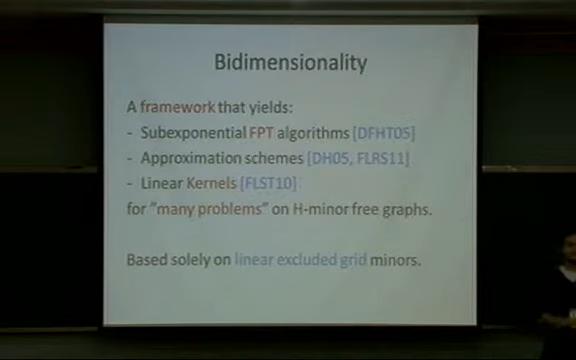 Bidimensionality
A framework that yields:
- Subexponential FPT algorithms [DFHT05]
- Approximation schemes [DH05, FLRS11]
- Linear Kernels [FLST10]
for "many problems" on H-minor free graphs.
Based solely on linear excluded grid minors.